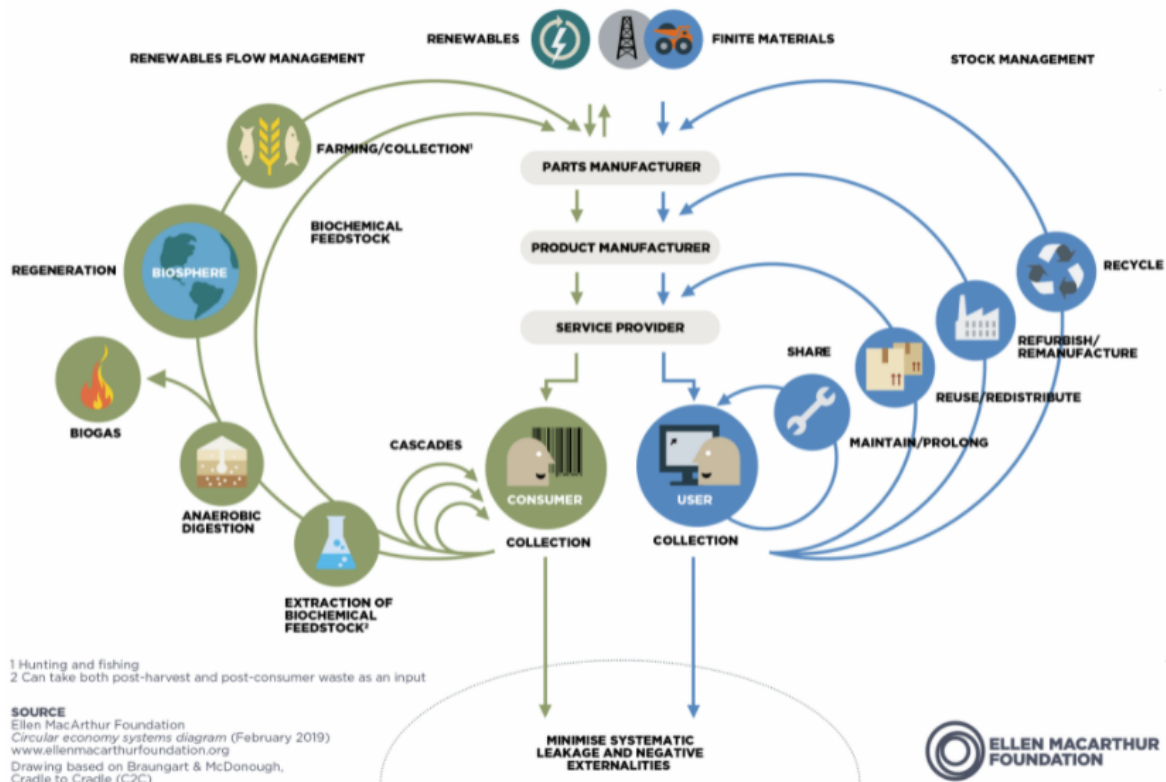 RENEWABLES
FINITE MATERIALS
RENEWABLES FLOW MANAGEMENT
STOCK MANAGEMENT
FARMING/COLLECTION¹
PARTS MANUFACTURER
BIOCHEMICAL
FEEDSTOCK
PRODUCT MANUFACTURER
REGENERATION
BIOSPHERE
RECYCLE
SERVICE PROVIDER
SHARE
REFURBISH/
REMANUFACTURE
REUSE/REDISTRIBUTE
BIOGAS
CASCADES
MAINTAIN/PROLONG
CONSUMER
USER
ANAEROBIC
DIGESTION
COLLECTION
COLLECTION
EXTRACTION OF
BIOCHEMICAL
FEEDSTOCK²
1 Hunting and fishing
2 Can take both post-harvest and post-consumer waste as an input
SOURCE
Ellen MacArthur Foundation
Circular economy systems diagram (February 2019)
www.ellenmacarthurfoundation.org
Drawing based on Braungart & McDonough,
Cradle to Cradle (C2C)
MINIMISE SYSTEMATIC
LEAKAGE AND NEGATIVE
EXTERNALITIES
ELLEN MACARTHUR
FOUNDATION